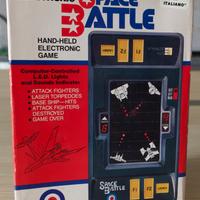 SPACE
ITALIANO
BATTLE
HAND-HELD
ELECTRONIC
GAME
Computer-Controlled
L.E.D. Lights
and Sounds Indicator
• ATTACK FIGHTERS
• LASER TORPEDOES
• BASE SHIP—HITS
• ATTACK FIGHTERS
DESTROYED
• GAME OVER
SPACE
BATTLE